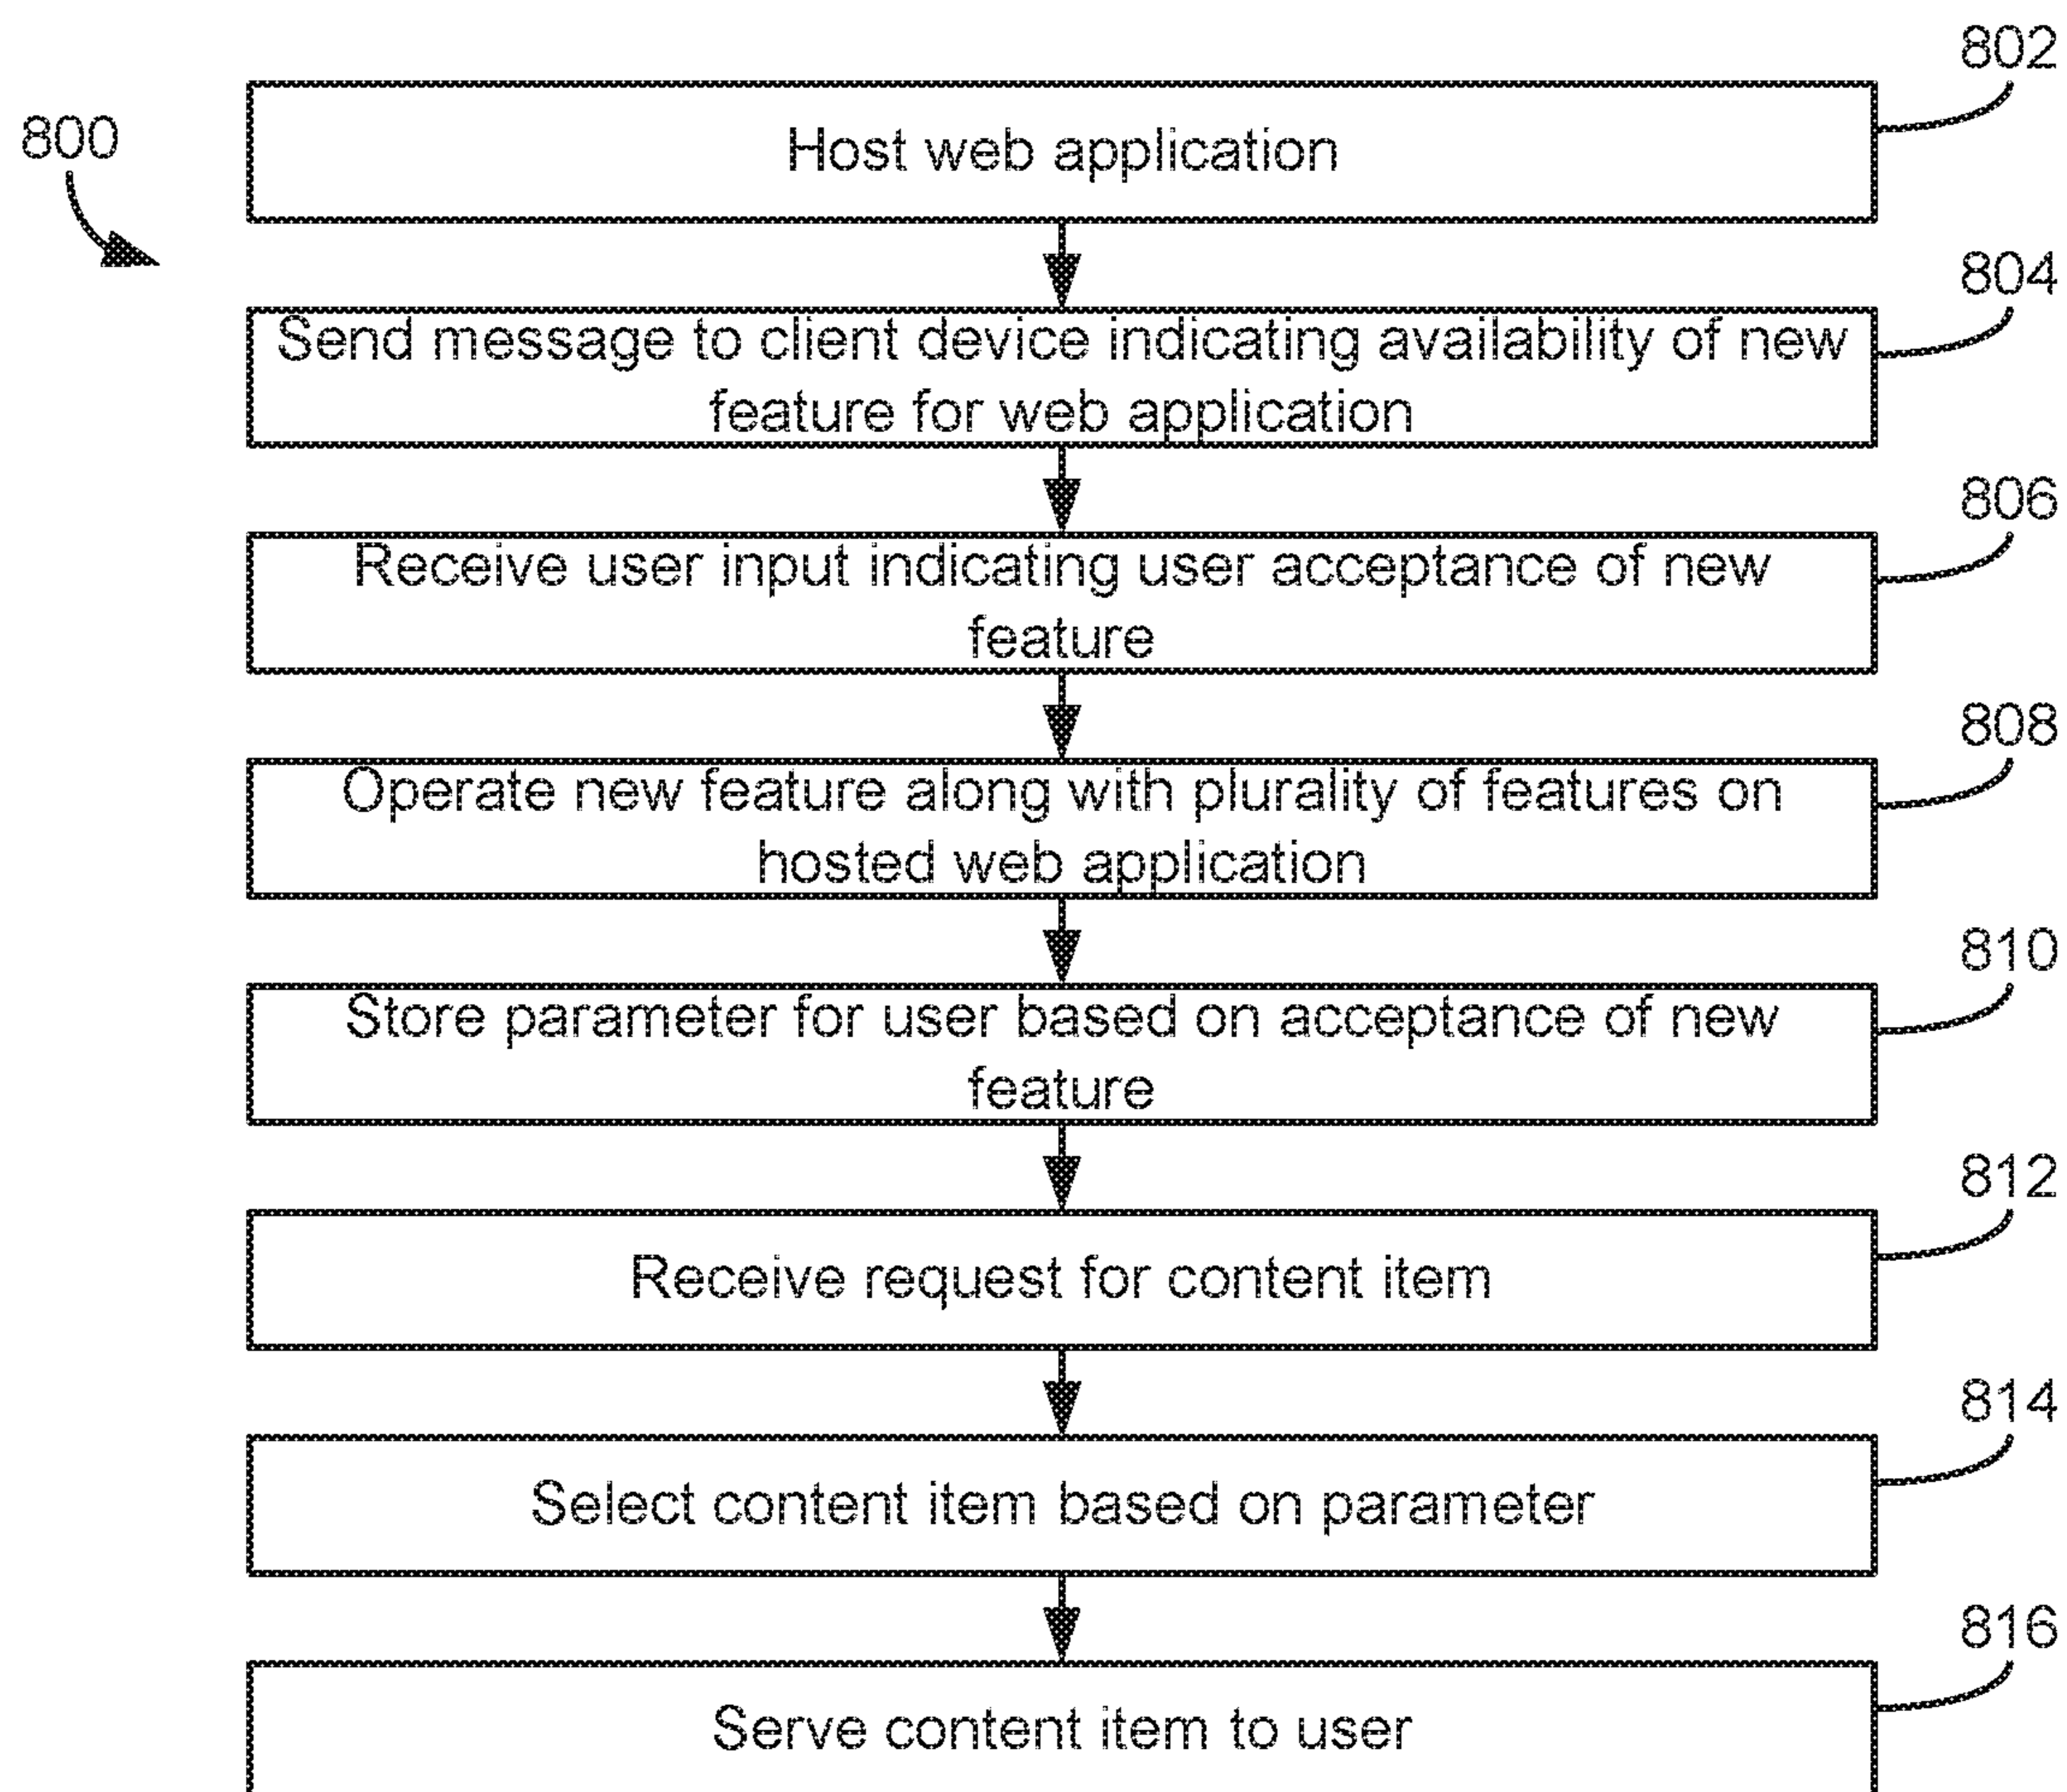 802
800
Host web application
804
Send message to client device indicating availability of new
feature for web application
806
Receive user input indicating user acceptance of new
feature
808
Operate new feature along with plurality of features on
hosted web application
810
Store parameter for user based on acceptance of new
feature
812
Receive request for content item
814
Select content item based on parameter
816
Serve content item to user